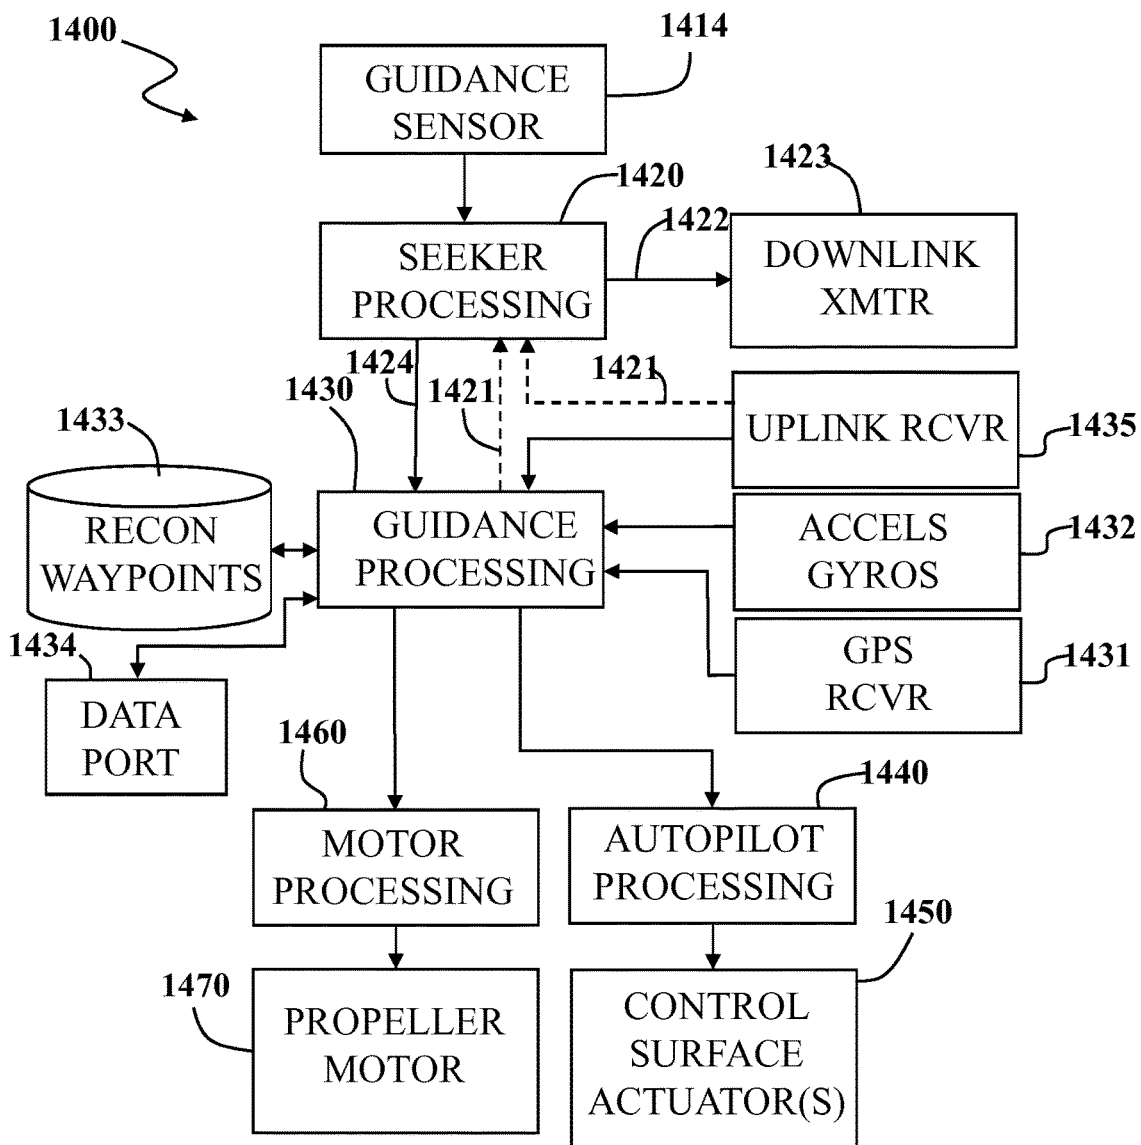 1400
1414
GUIDANCE
SENSOR
1423
1420
1422
SEEKER
PROCESSING
DOWNLINK
XMTR
1424
1421
1421
1430
1433
UPLINK RCVR
1435
RECON
WAYPOINTS
GUIDANCE
PROCESSING
ACCELS
GYROS
1432
1434
GPS
RCVR
1431
DATA
PORT
1460
1440
MOTOR
PROCESSING
AUTOPILOT
PROCESSING
1450
1470
PROPELLER
MOTOR
CONTROL
SURFACE
ACTUATOR(S)